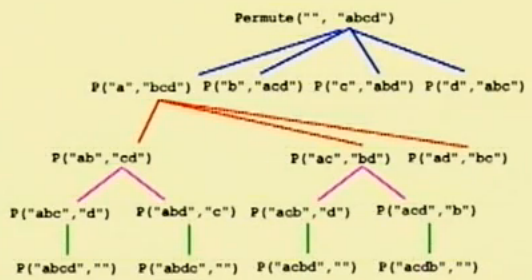 Permute("", "abcd")
P("a","bcd") P("b","acd") P("c","abd") P("d","abc")
P("ab","cd") P("ac","bd") P("ad","bc")
P("abc","d") P("abd","c") P("acb","d") P("acd","b")
P("abcd","") P("abdc","") P("acbd","") P("acdb","")